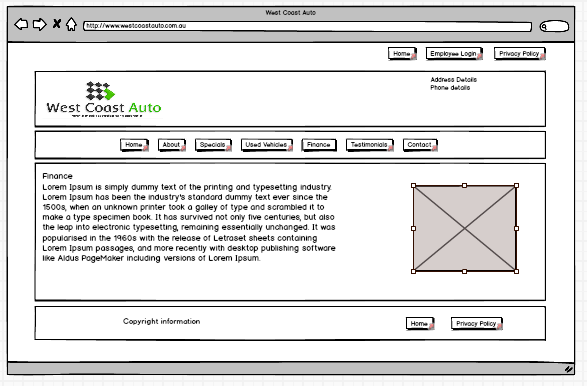 West Coast Auto
http://www.westcoastauto.com.au
Home Employee Login Privacy Policy
Address Details
Phone details
West Coast Auto
Home About Specials Used Vehicles Finance Testimonials Contact
Finance
Lorem Ipsum is simply dummy text of the printing and typesetting industry.
Lorem Ipsum has been the industry's standard dummy text ever since the
1500s, when an unknown printer took a galley of type and scrambled it to
make a type specimen book. It has survived not only five centuries, but also
the leap into electronic typesetting, remaining essentially unchanged. It was
popularised in the 1960s with the release of Letraset sheets containing
Lorem Ipsum passages, and more recently with desktop publishing software
like Aldus PageMaker including versions of Lorem Ipsum.
Copyright information
Home Privacy Policy